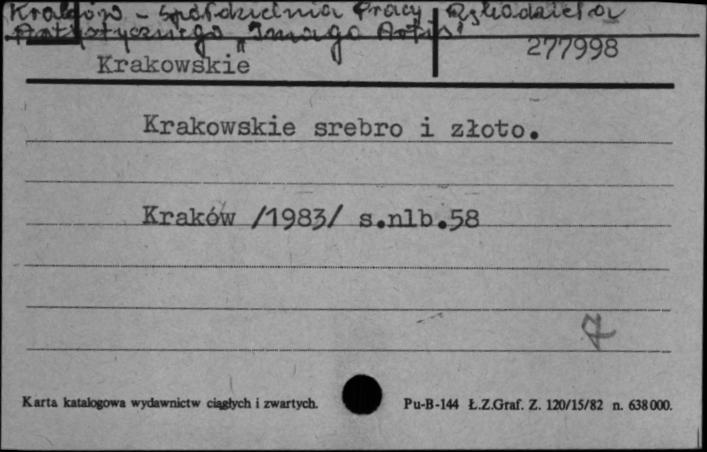 Kraków - Spółdzielnia Pracy Rękodzieła
Artystycznego "Imago Artis"
Krakowskie
277998
Krakowskie srebro i złoto.
Kraków /1983/ s.nlb.58
Karta katalogowa wydawnictw ciągłych i zwartych.
Pu-B-144 Ł.Z.Graf. Z. 120/15/82 n. 638000.